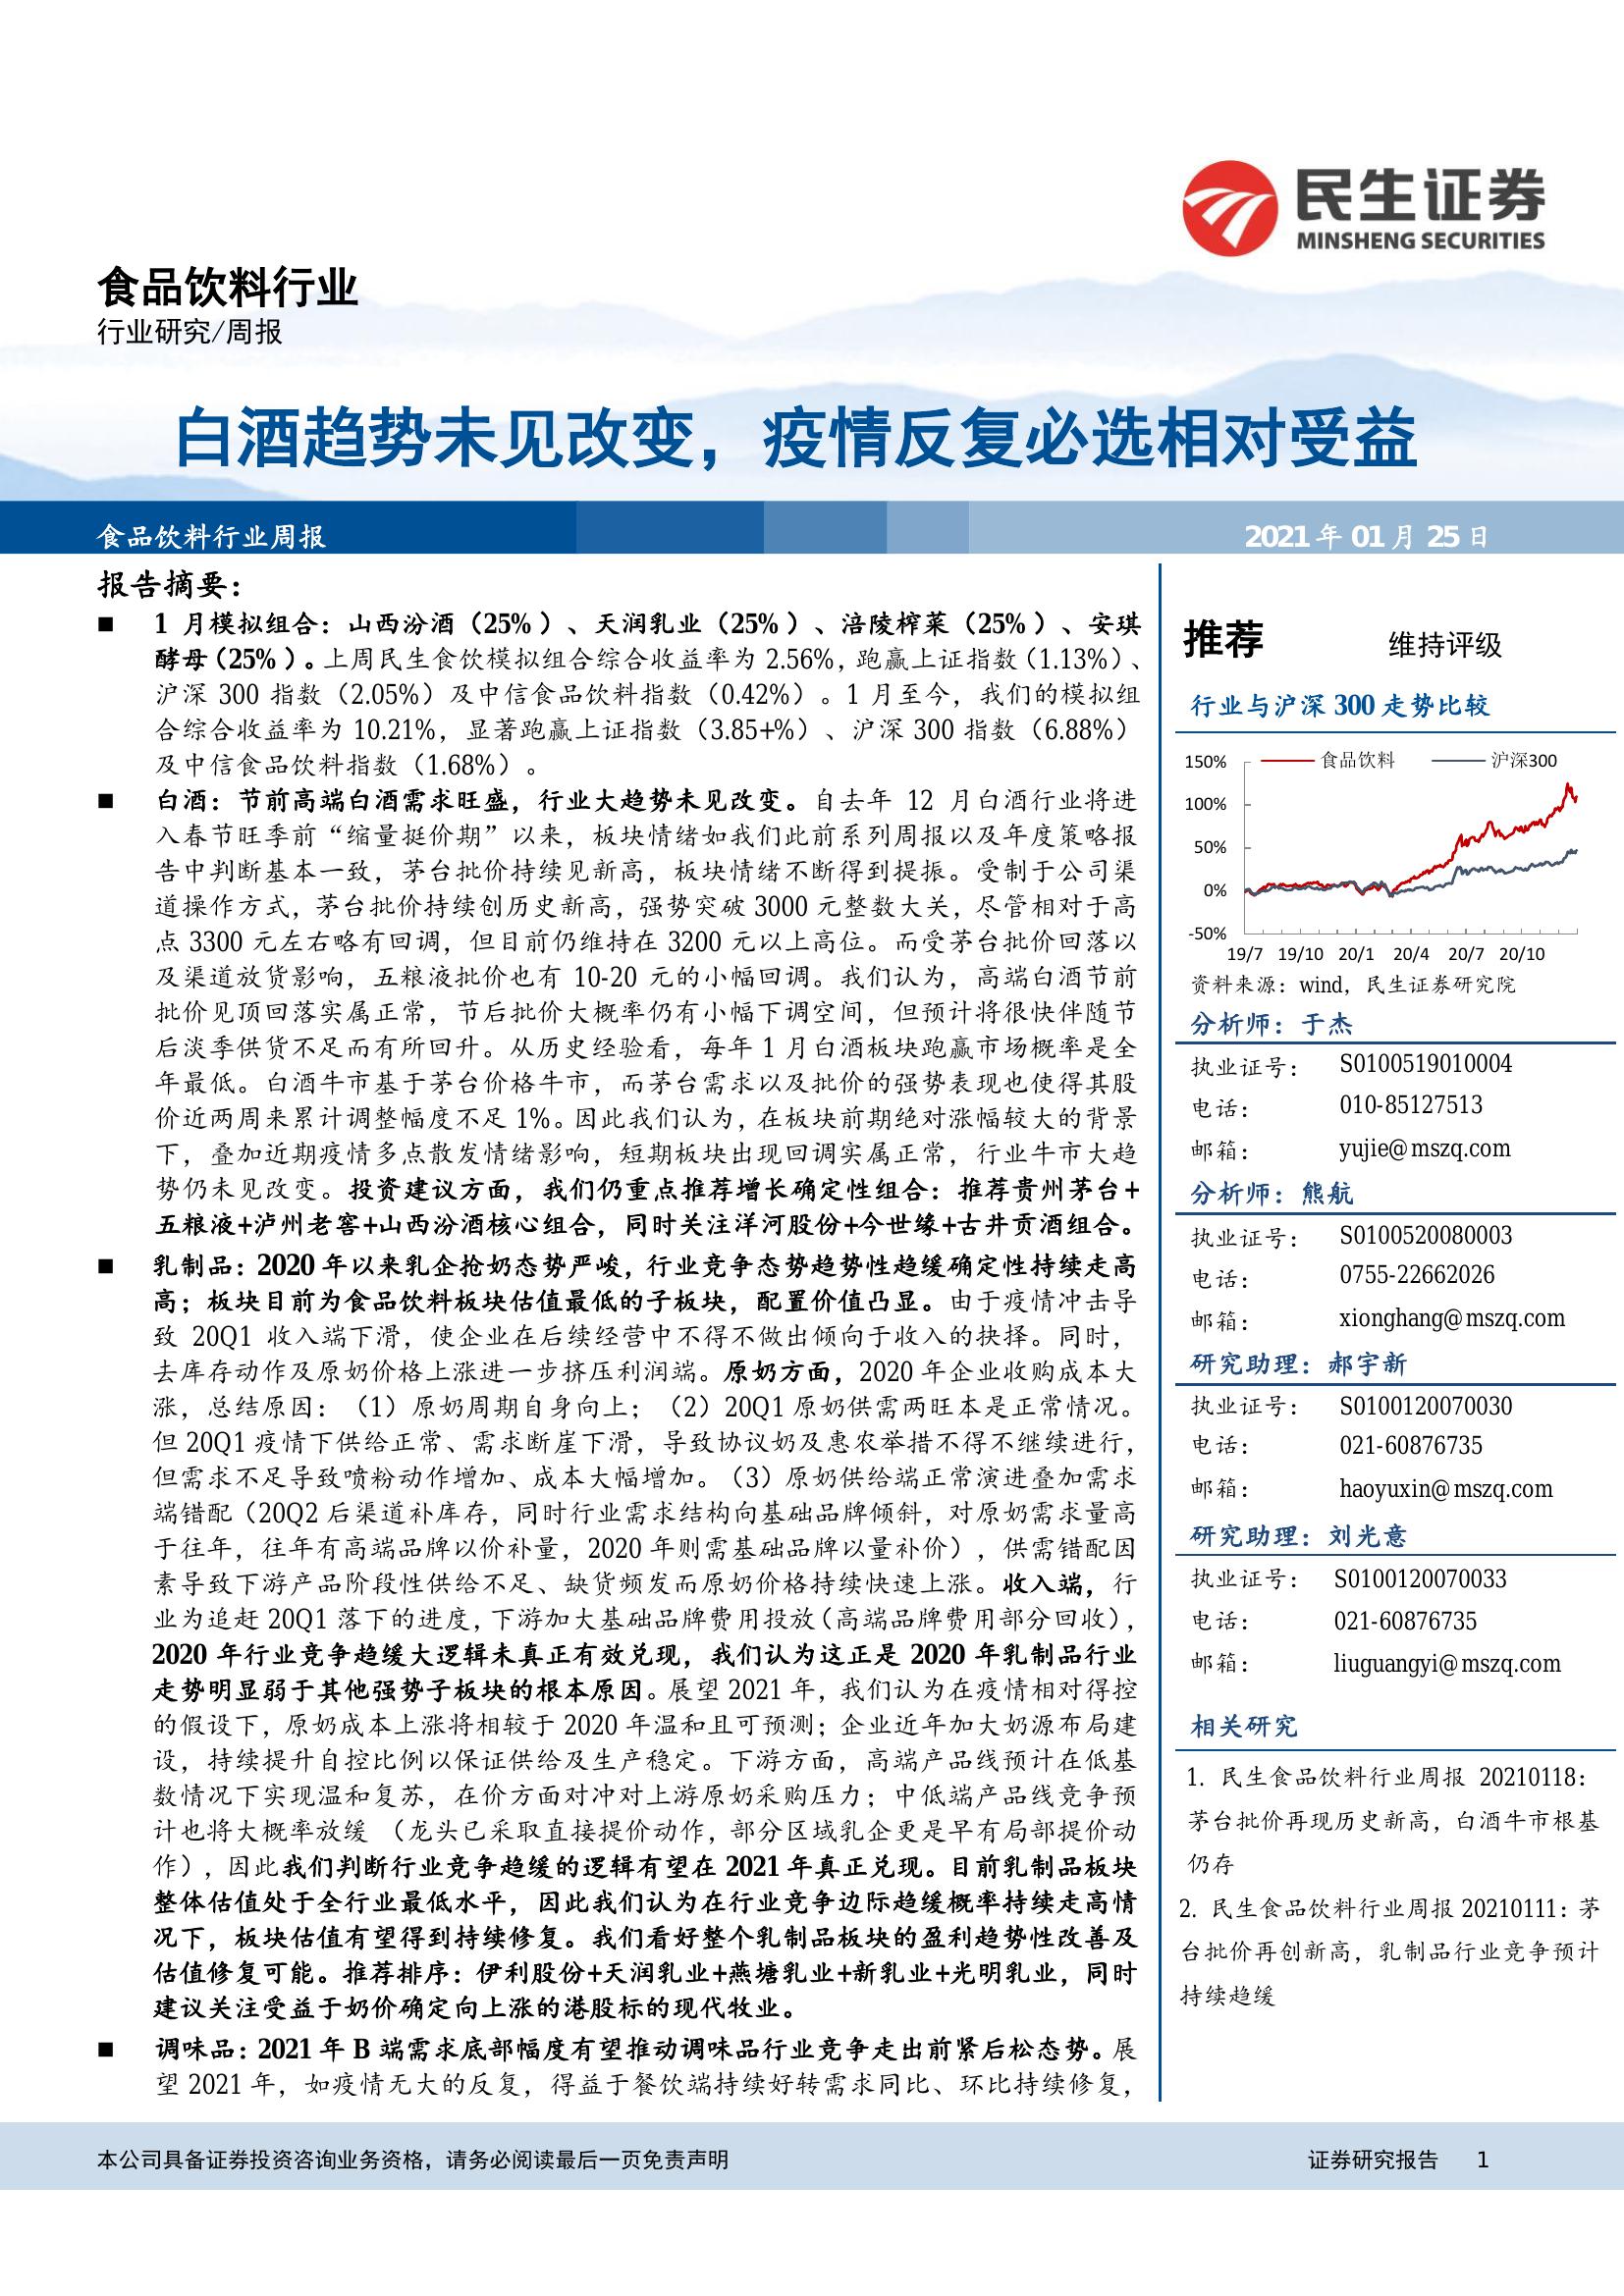 民生证券
MINSHENG SECURITIES
食品饮料行业
行业研究/周报
白酒趋势未见改变，疫情反复必选相对受益
食品饮料行业周报
2021 年 01 月 25 日
报告摘要：
■ 1 月模拟组合：山西汾酒（25%）、天润乳业（25%）、涪陵榨菜（25%）、安琪
酵母（25%）。上周民生食饮模拟组合综合收益率为 2.56%，跑赢上证指数（1.13%）、
沪深 300 指数（2.05%）及中信食品饮料指数（0.42%）。1 月至今，我们的模拟组
合综合收益率为 10.21%，显著跑赢上证指数（3.85+%）、沪深 300 指数（6.88%）
及中信食品饮料指数（1.68%）。
■ 白酒：节前高端白酒需求旺盛，行业大趋势未见改变。自去年 12 月白酒行业将进
入春节旺季前“缩量挺价期”以来，板块情绪如我们此前系列周报以及年度策略报
告中判断基本一致，茅台批价持续见新高，板块情绪不断得到提振。受制于公司渠
道操作方式，茅台批价持续创历史新高，强势突破 3000 元整数大关，尽管相对于高
点 3300 元左右略有回调，但目前仍维持在 3200 元以上高位。而受茅台批价回落以
及渠道放货影响，五粮液批价也有 10-20 元的小幅回调。我们认为，高端白酒节前
批价见顶回落实属正常，节后批价大概率仍有小幅下调空间，但预计将很快伴随节
后淡季供货不足而有所回升。从历史经验看，每年 1 月白酒板块跑赢市场概率是全
年最低。白酒牛市基于茅台价格牛市，而茅台需求以及批价的强势表现也使得其股
价近两周来累计调整幅度不足 1%。因此我们认为，在板块前期绝对涨幅较大的背景
下，叠加近期疫情多点散发情绪影响，短期板块出现回调实属正常，行业牛市大趋
势仍未见改变。投资建议方面，我们仍重点推荐增长确定性组合：推荐贵州茅台+
五粮液+泸州老窖+山西汾酒核心组合，同时关注洋河股份+今世缘+古井贡酒组合。
■ 乳制品：2020 年以来乳企抢奶态势严峻，行业竞争态势趋势性趋缓确定性持续走高
高；板块目前为食品饮料板块估值最低的子板块，配置价值凸显。由于疫情冲击导
致 20Q1 收入端下滑，使企业在后续经营中不得不做出倾向于收入的抉择。同时，
去库存动作及原奶价格上涨进一步挤压利润端。原奶方面，2020 年企业收购成本大
涨，总结原因：（1）原奶周期自身向上；（2）20Q1 原奶供需两旺本是正常情况。
但 20Q1 疫情下供给正常、需求断崖下滑，导致协议奶及惠农举措不得不继续进行，
但需求不足导致喷粉动作增加、成本大幅增加。（3）原奶供给端正常演进叠加需求
端错配（20Q2 后渠道补库存，同时行业需求结构向基础品牌倾斜，对原奶需求量高
于往年，往年有高端品牌以价补量，2020 年则需基础品牌以量补价），供需错配因
素导致下游产品阶段性供给不足、缺货频发而原奶价格持续快速上涨。收入端，行
业为追赶 20Q1 落下的进度，下游加大基础品牌费用投放（高端品牌费用部分回收），
2020 年行业竞争趋缓大逻辑未真正有效兑现，我们认为这正是 2020 年乳制品行业
走势明显弱于其他强势子板块的根本原因。展望 2021 年，我们认为在疫情相对得控
的假设下，原奶成本上涨将相较于 2020 年温和且可预测；企业近年加大奶源布局建
设，持续提升自控比例以保证供给及生产稳定。下游方面，高端产品线预计在低基
数情况下实现温和复苏，在价方面对冲对上游原奶采购压力；中低端产品线竞争预
计也将大概率放缓 （龙头已采取直接提价动作，部分区域乳企更是早有局部提价动
作），因此我们判断行业竞争趋缓的逻辑有望在 2021 年真正兑现。目前乳制品板块
整体估值处于全行业最低水平，因此我们认为在行业竞争边际趋缓概率持续走高情
况下，板块估值有望得到持续修复。我们看好整个乳制品板块的盈利趋势性改善及
估值修复可能。推荐排序：伊利股份+天润乳业+燕塘乳业+新乳业+光明乳业，同时
建议关注受益于奶价确定向上涨的港股标的现代牧业。
■ 调味品：2021 年 B 端需求底部幅度有望推动调味品行业竞争走出前紧后松态势。展
望 2021 年，如疫情无大的反复，得益于餐饮端持续好转需求同比、环比持续修复，
推荐 维持评级
行业与沪深 300 走势比较
食品饮料 沪深300
150%
100%
50%
0%
-50%
19/7 19/10 20/1 20/4 20/7 20/10
资料来源：wind，民生证券研究院
分析师：于杰
执业证号： S0100519010004
电话： 010-85127513
邮箱： yujie@mszq.com
分析师：熊航
执业证号： S0100520080003
电话： 0755-22662026
邮箱： xionghang@mszq.com
研究助理：郝宇新
执业证号： S0100120070030
电话： 021-60876735
邮箱： haoyuxin@mszq.com
研究助理：刘光意
执业证号： S0100120070033
电话： 021-60876735
邮箱： liuguangyi@mszq.com
相关研究
1. 民生食品饮料行业周报 20210118：
茅台批价再现历史新高，白酒牛市根基
仍存
2. 民生食品饮料行业周报 20210111：茅
台批价再创新高，乳制品行业竞争预计
持续趋缓
本公司具备证券投资咨询业务资格，请务必阅读最后一页免责声明
证券研究报告 1